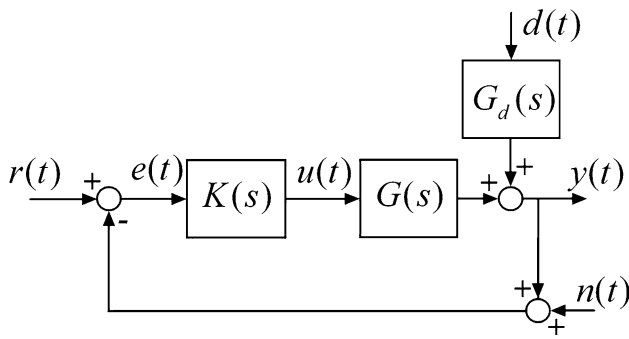 d(t)
G_d(s)
r(t) + e(t) K(s) u(t) G(s) + + y(t)
-
+ n(t)
+